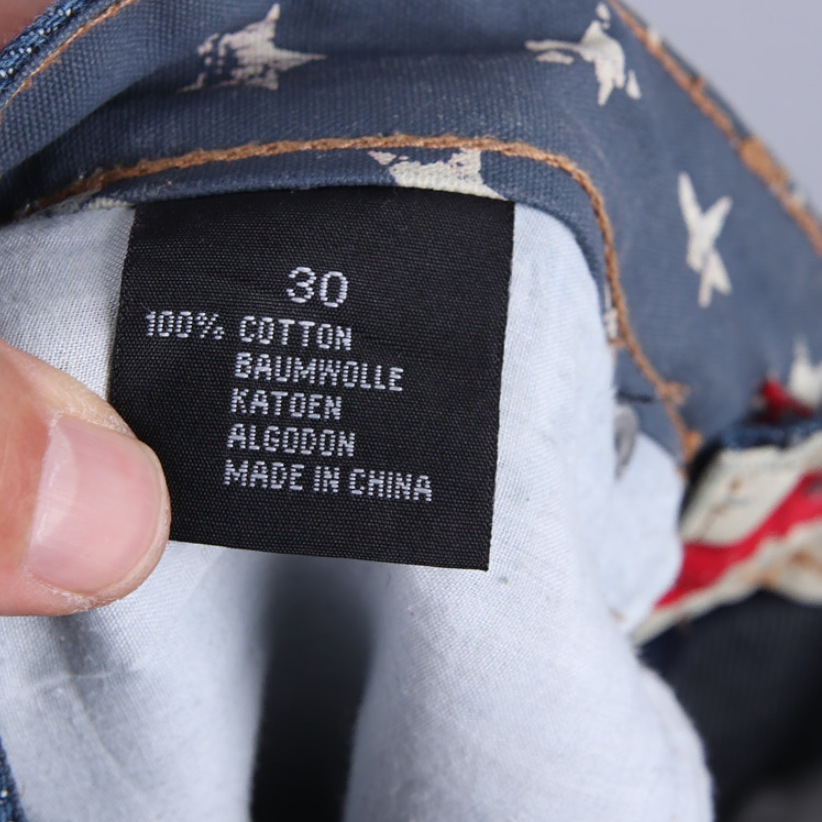 30
100% COTTON
BAUMWOLLE
KATOEN
ALGODON
MADE IN CHINA